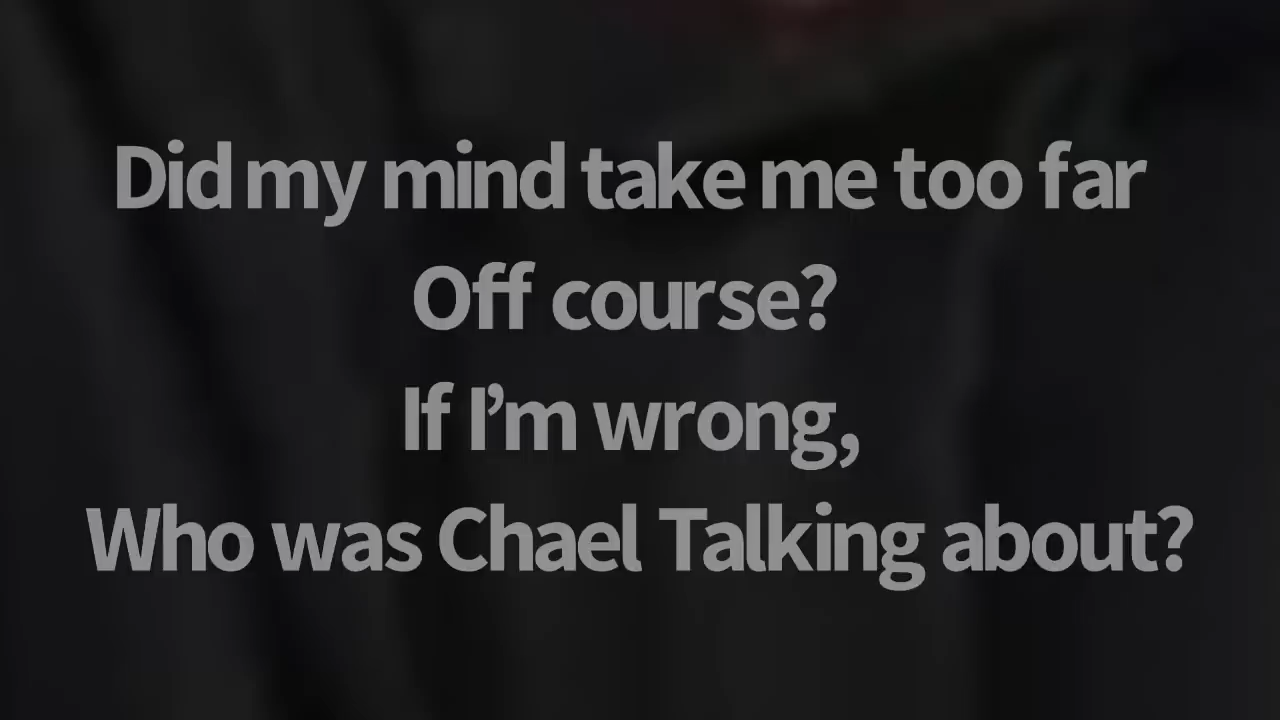 Did my mind take me too far
Off course?
If I’m wrong,
Who was Chael Talking about?